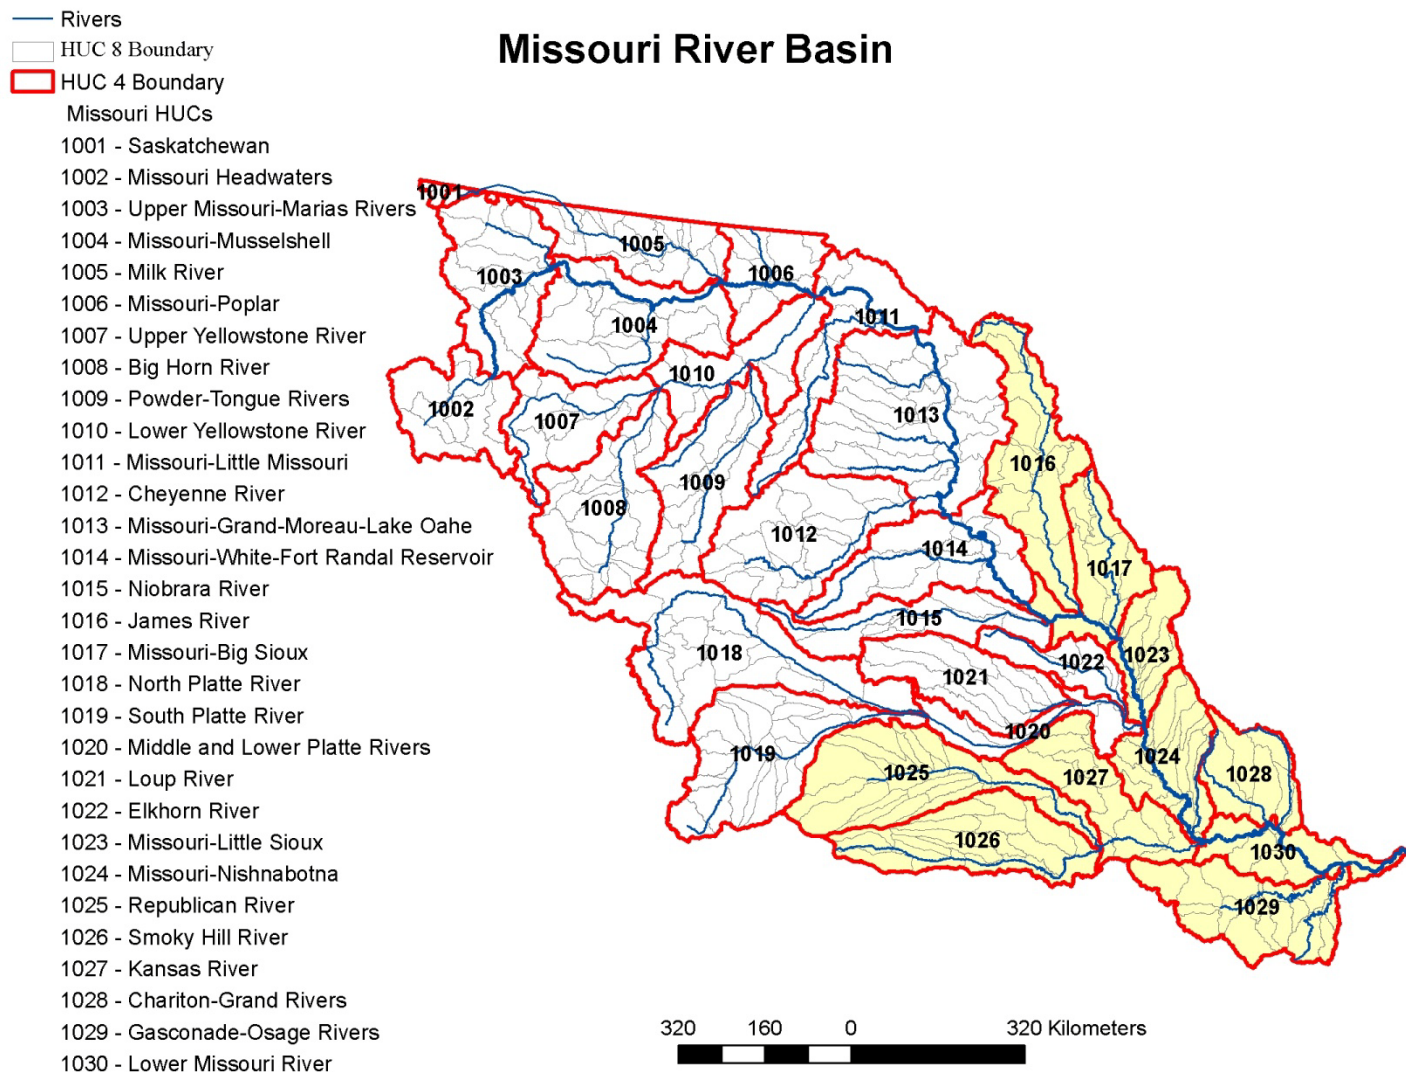 Rivers
HUC 8 Boundary
HUC 4 Boundary
Missouri HUCs
1001 - Saskatchewan
1002 - Missouri Headwaters
1003 - Upper Missouri-Marias Rivers
1004 - Missouri-Musselshell
1005 - Milk River
1006 - Missouri-Poplar
1007 - Upper Yellowstone River
1008 - Big Horn River
1009 - Powder-Tongue Rivers
1010 - Lower Yellowstone River
1011 - Missouri-Little Missouri
1012 - Cheyenne River
1013 - Missouri-Grand-Moreau-Lake Oahe
1014 - Missouri-White-Fort Randal Reservoir
1015 - Niobrara River
1016 - James River
1017 - Missouri-Big Sioux
1018 - North Platte River
1019 - South Platte River
1020 - Middle and Lower Platte Rivers
1021 - Loup River
1022 - Elkhorn River
1023 - Missouri-Little Sioux
1024 - Missouri-Nishnabotna
1025 - Republican River
1026 - Smoky Hill River
1027 - Kansas River
1028 - Chariton-Grand Rivers
1029 - Gasconade-Osage Rivers
1030 - Lower Missouri River
Missouri River Basin
1001
1005
1003
1006
1004
1011
1010
1002
1007
1013
1016
1009
1008
1012
1014
1017
1015
1018
1022
1023
1021
1020
1019
1024
1025
1027
1028
1026
1030
1029
320 160 0 320 Kilometers